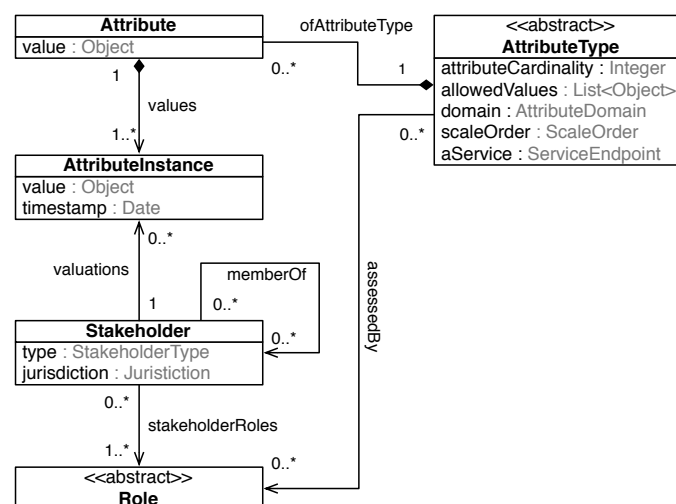 Attribute
value : Object
ofAttributeType
0..*
1
<<abstract>>
AttributeType
attributeCardinality : Integer
allowedValues : List<Object>
domain : AttributeDomain
scaleOrder : ScaleOrder
aService : ServiceEndpoint
1
values
1..*
0..*
AttributeInstance
value : Object
timestamp : Date
0..*
valuations
1
memberOf
0..*
0..*
assessedBy
Stakeholder
type : StakeholderType
jurisdiction : Juristiction
0..*
stakeholderRoles
1..*
0..*
<<abstract>>
Role